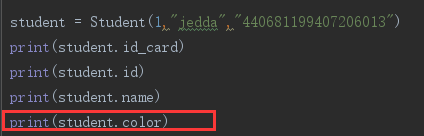 student = Student(1,"jedda","440681199407206013")
print(student.id_card)
print(student.id)
print(student.name)
print(student.color)